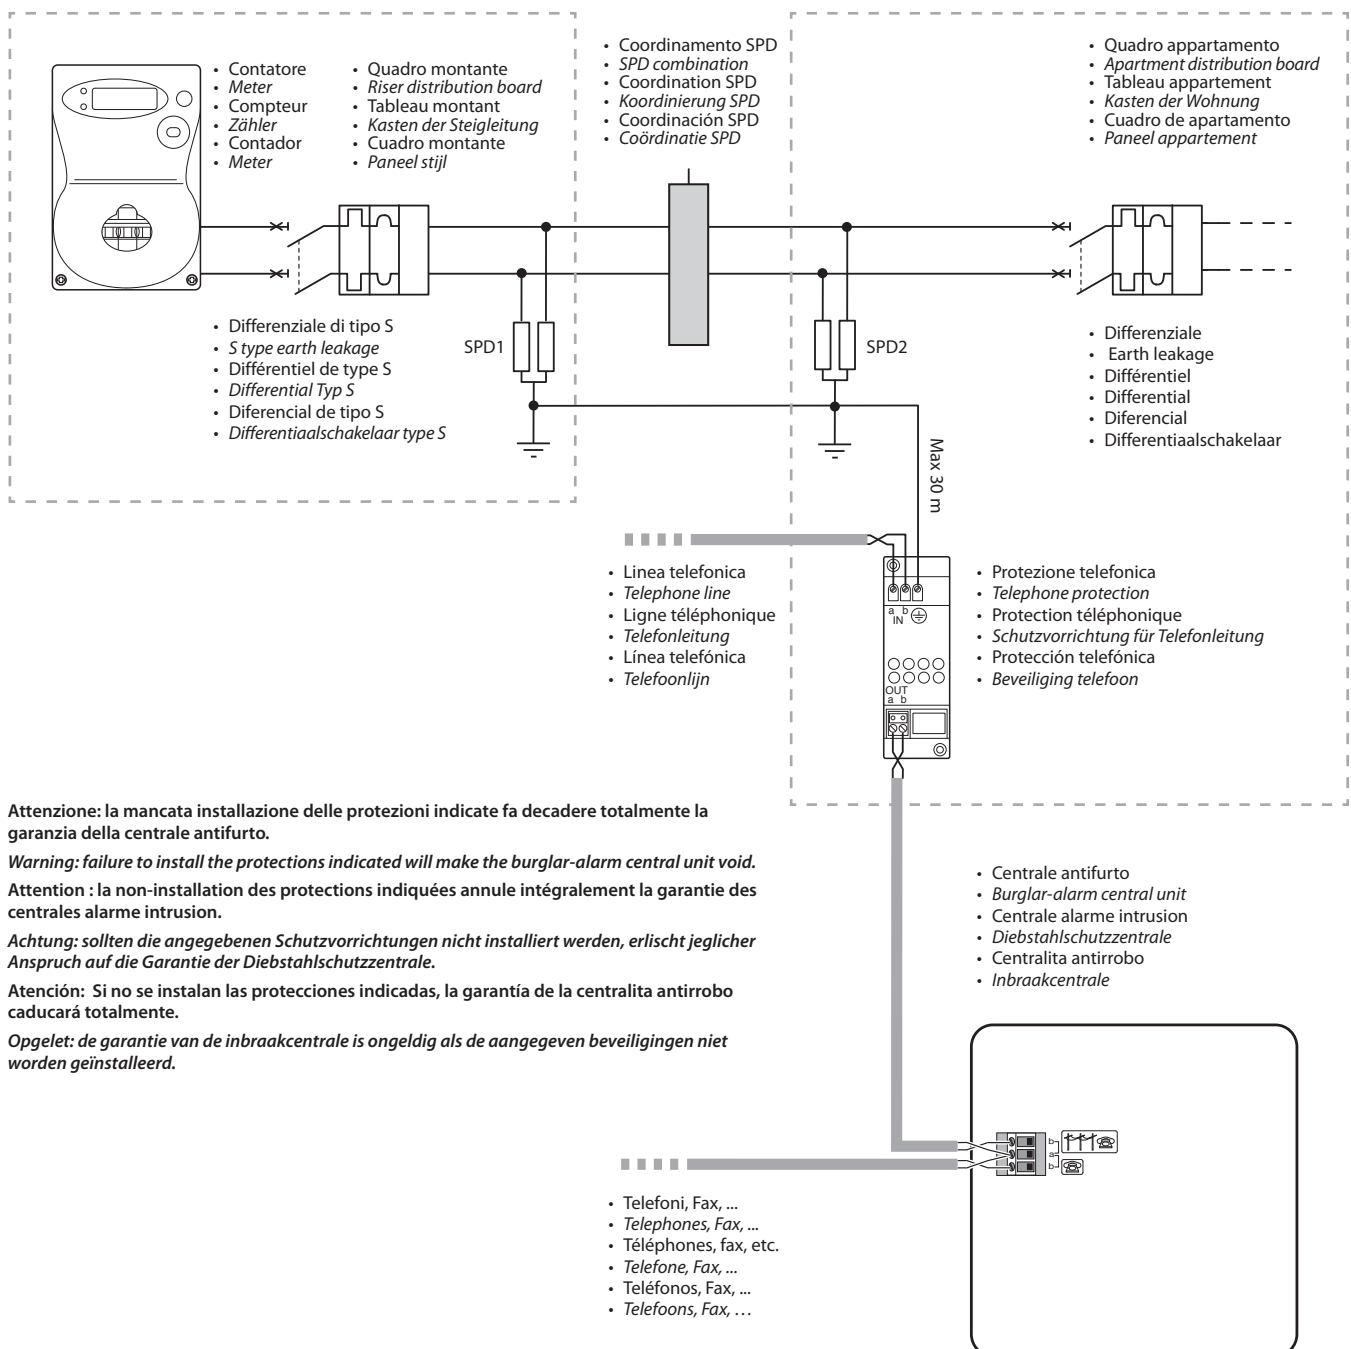 • Contatore
• Meter
• Compteur
• Zähler
• Contador
• Meter
• Quadro montante
• Riser distribution board
• Tableau montant
• Kasten der Steigleitung
• Cuadro montante
• Paneel stijl
• Coordinamento SPD
• SPD combination
• Coordination SPD
• Koordinierung SPD
• Coordinación SPD
• Coördinatie SPD
• Quadro appartamento
• Apartment distribution board
• Tableau appartement
• Kasten der Wohnung
• Cuadro de apartamento
• Paneel appartement
• Differenziale di tipo S
• S type earth leakage
• Différentiel de type S
• Differential Typ S
• Diferencial de tipo S
• Differentiaalschakelaar type S
SPD1
SPD2
• Differenziale
• Earth leakage
• Différentiel
• Differential
• Diferencial
• Differentiaalschakelaar
Max 30 m
• Linea telefonica
• Telephone line
• Ligne téléphonique
• Telefonleitung
• Línea telefónica
• Telefoonlijn
a b
IN
OUT
a b
• Protezione telefonica
• Telephone protection
• Protection téléphonique
• Schutzvorrichtung für Telefonleitung
• Protección telefónica
• Beveiliging telefoon
Attenzione: la mancata installazione delle protezioni indicate fa decadere totalmente la
garanzia della centrale antifurto.
Warning: failure to install the protections indicated will make the burglar-alarm central unit void.
Attention : la non-installation des protections indiquées annule intégralement la garantie des
centrales alarme intrusion.
Achtung: sollten die angegebenen Schutzvorrichtungen nicht installiert werden, erlischt jeglicher
Anspruch auf die Garantie der Diebstahlschutzzentrale.
Atención: Si no se instalan las protecciones indicadas, la garantía de la centralita antirrobo
caducará totalmente.
Opgelet: de garantie van de inbraakcentrale is ongeldig als de aangegeven beveiligingen niet
worden geïnstalleerd.
• Centrale antifurto
• Burglar-alarm central unit
• Centrale alarme intrusion
• Diebstahlschutzzentrale
• Centralita antirrobo
• Inbraakcentrale
b
a
b
• Telefoni, Fax, ...
• Telephones, Fax, ...
• Téléphones, fax, etc.
• Telefone, Fax, ...
• Teléfonos, Fax, ...
• Telefoons, Fax, …